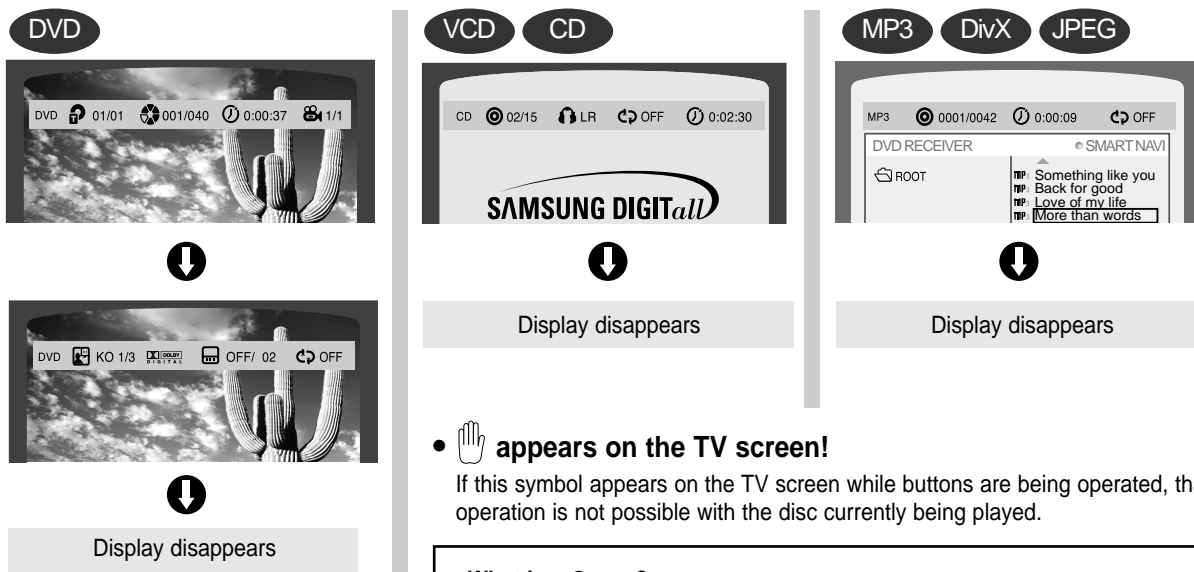 DVD
DVD 01/01 001/040 0:00:37 1/1
DVD KO 1/3 DOLBY DIGITAL OFF/ 02 OFF
Display disappears
VCD CD
CD 02/15 LR OFF 0:02:30
SAMSUNG DIGITall
Display disappears
MP3 DivX JPEG
MP3 0001/0042 0:00:09 OFF
DVD RECEIVER SMART NAVI
ROOT
Something like you
Back for good
Love of my life
More than words
Display disappears
• appears on the TV screen!
If this symbol appears on the TV screen while buttons are being operated,
operation is not possible with the disc currently being played.